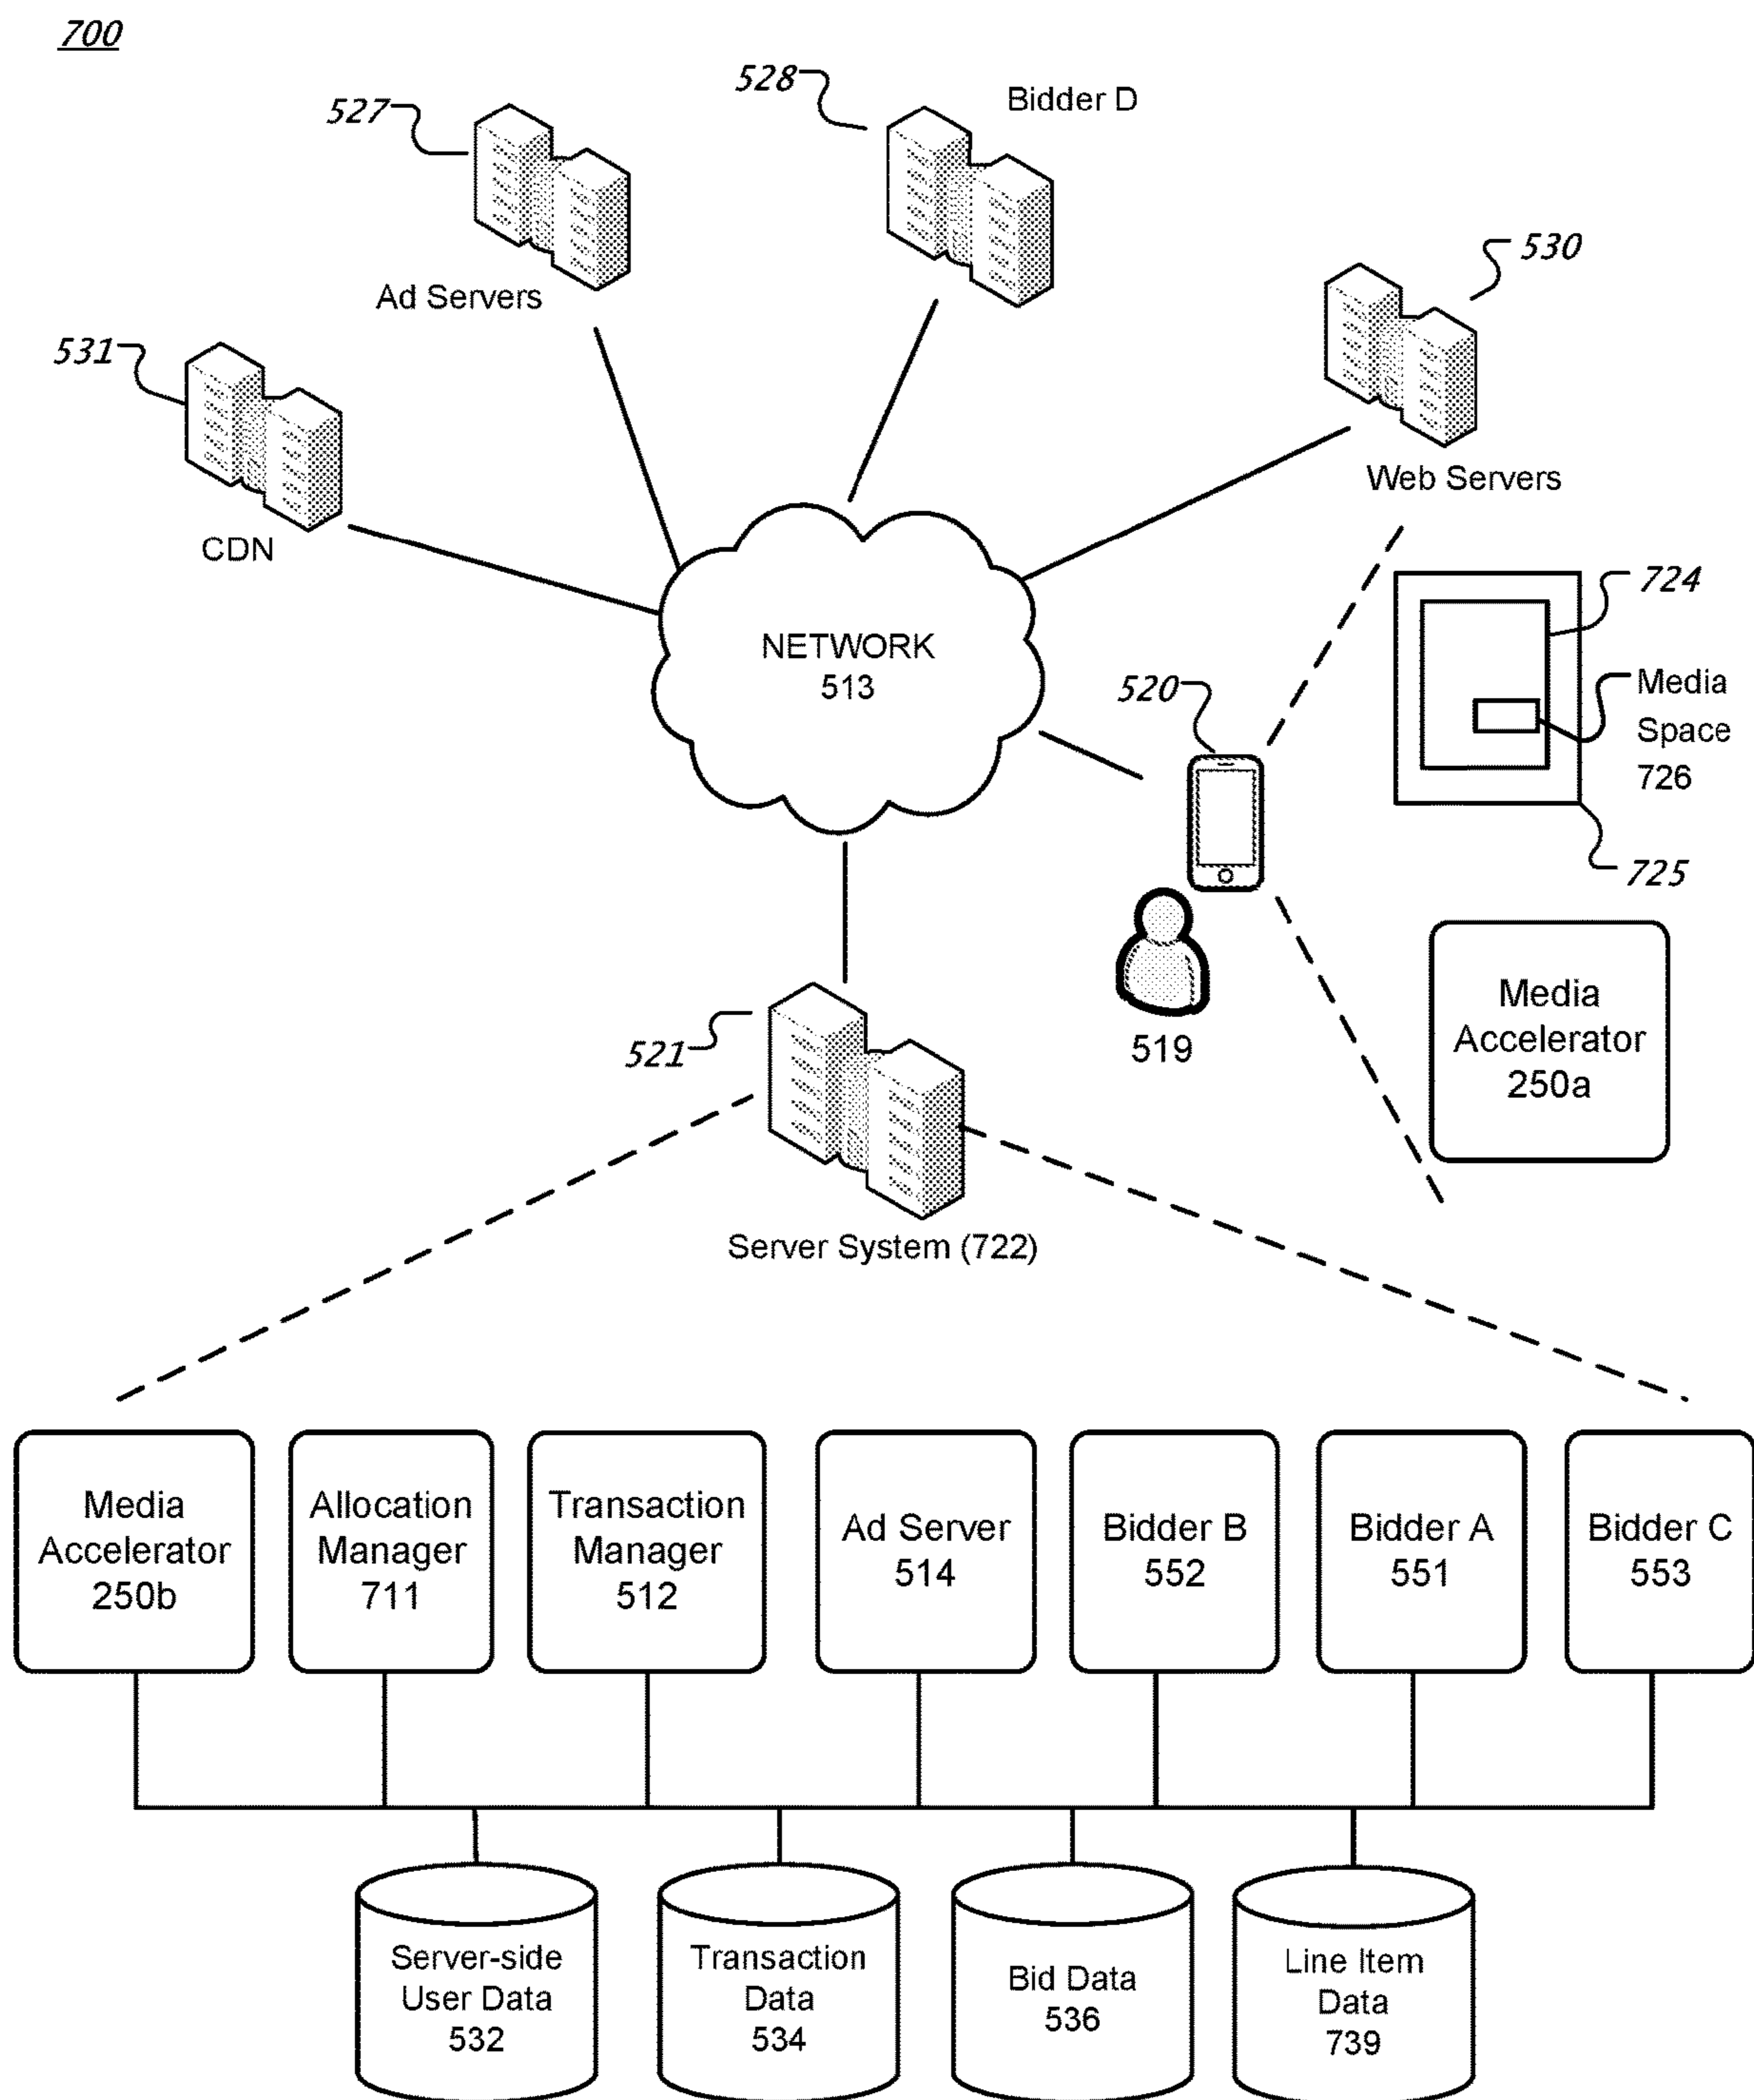 700
528
Bidder D
527
530
Ad Servers
531
Web Servers
CDN
724
NETWORK
513
520
Media
Space
726
725
Media
Accelerator
250a
519
521
Server System (722)
Media
Accelerator
250b
Allocation
Manager
711
Transaction
Manager
512
Ad Server
514
Bidder B
552
Bidder A
551
Bidder C
553
Server-side
User Data
532
Transaction
Data
534
Bid Data
536
Line Item
Data
739